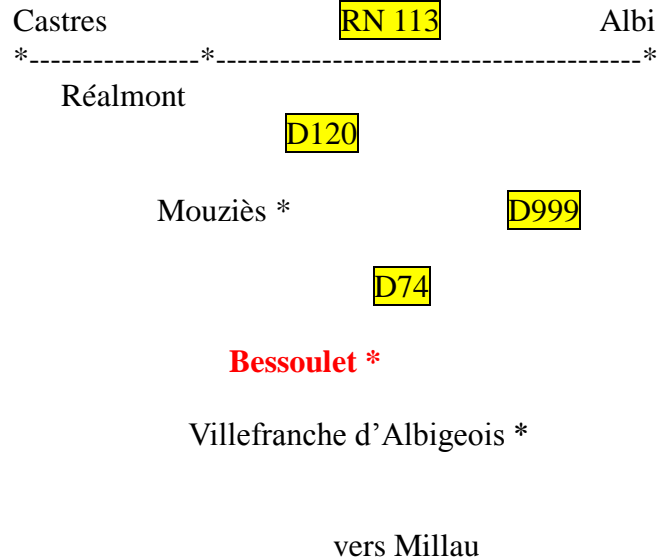 Castres RN 113 Albi
*----------------*----------------------------------------*
Réalmont
D120
Mouziès * D999
D74
Bessoulet *
Villefranche d’Albigeois *
vers Millau